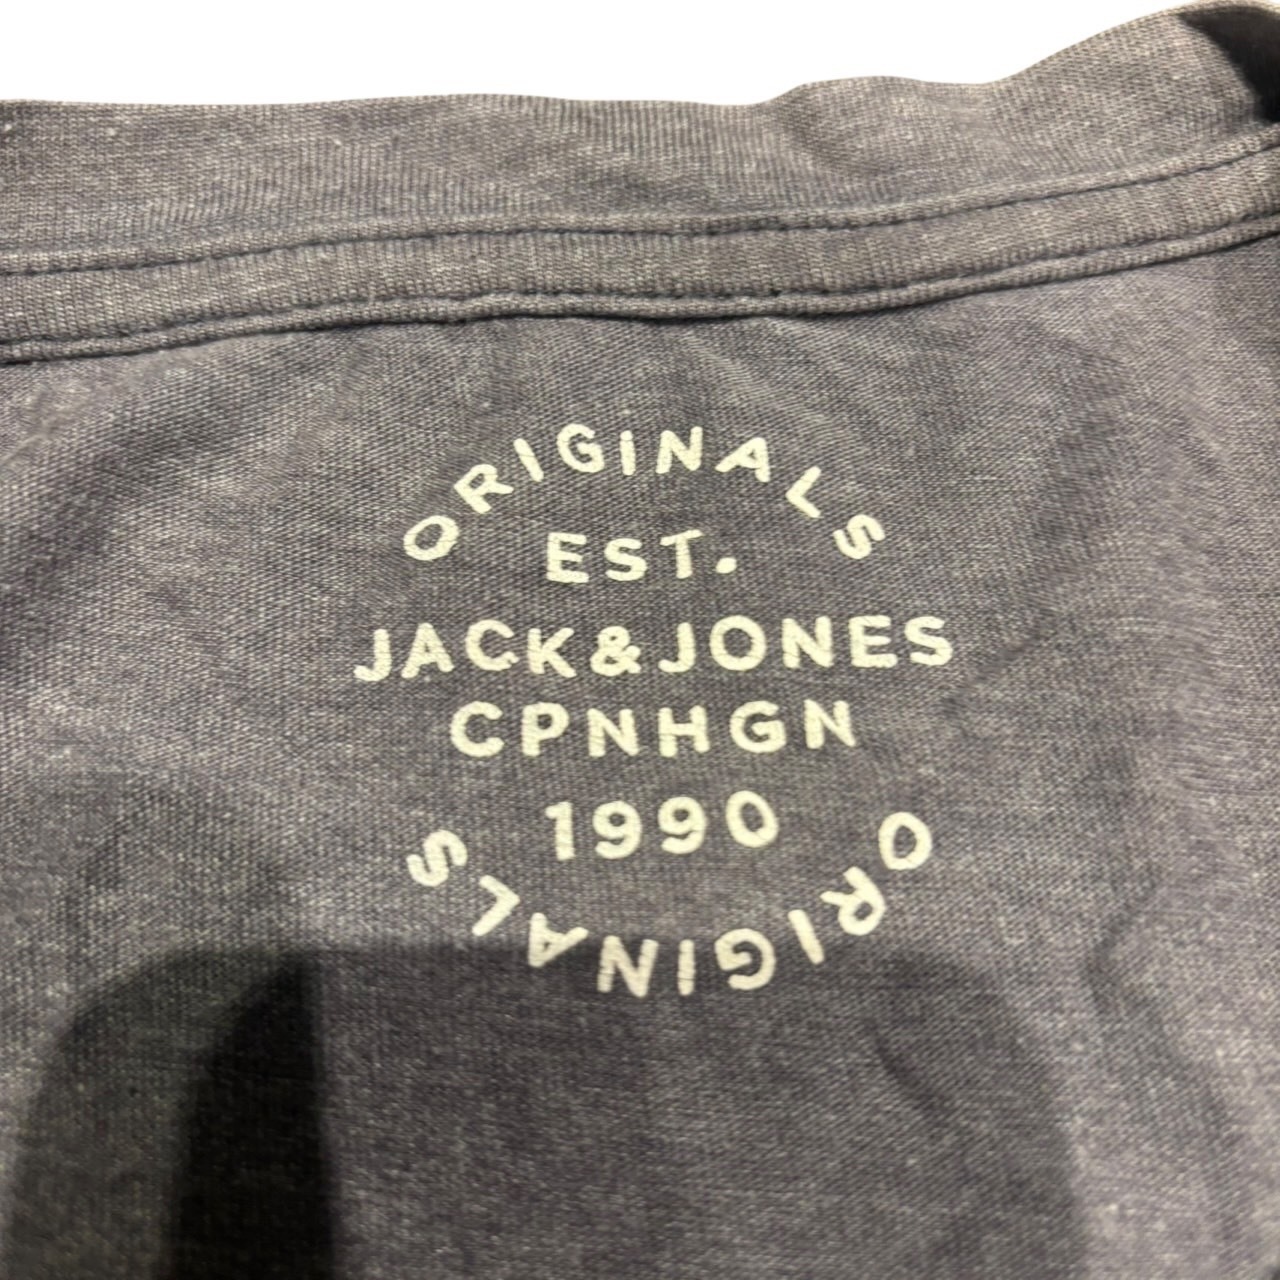 ORIGINALS
EST.
JACK&JONES
CPNHGN
1990
ORIGINALS